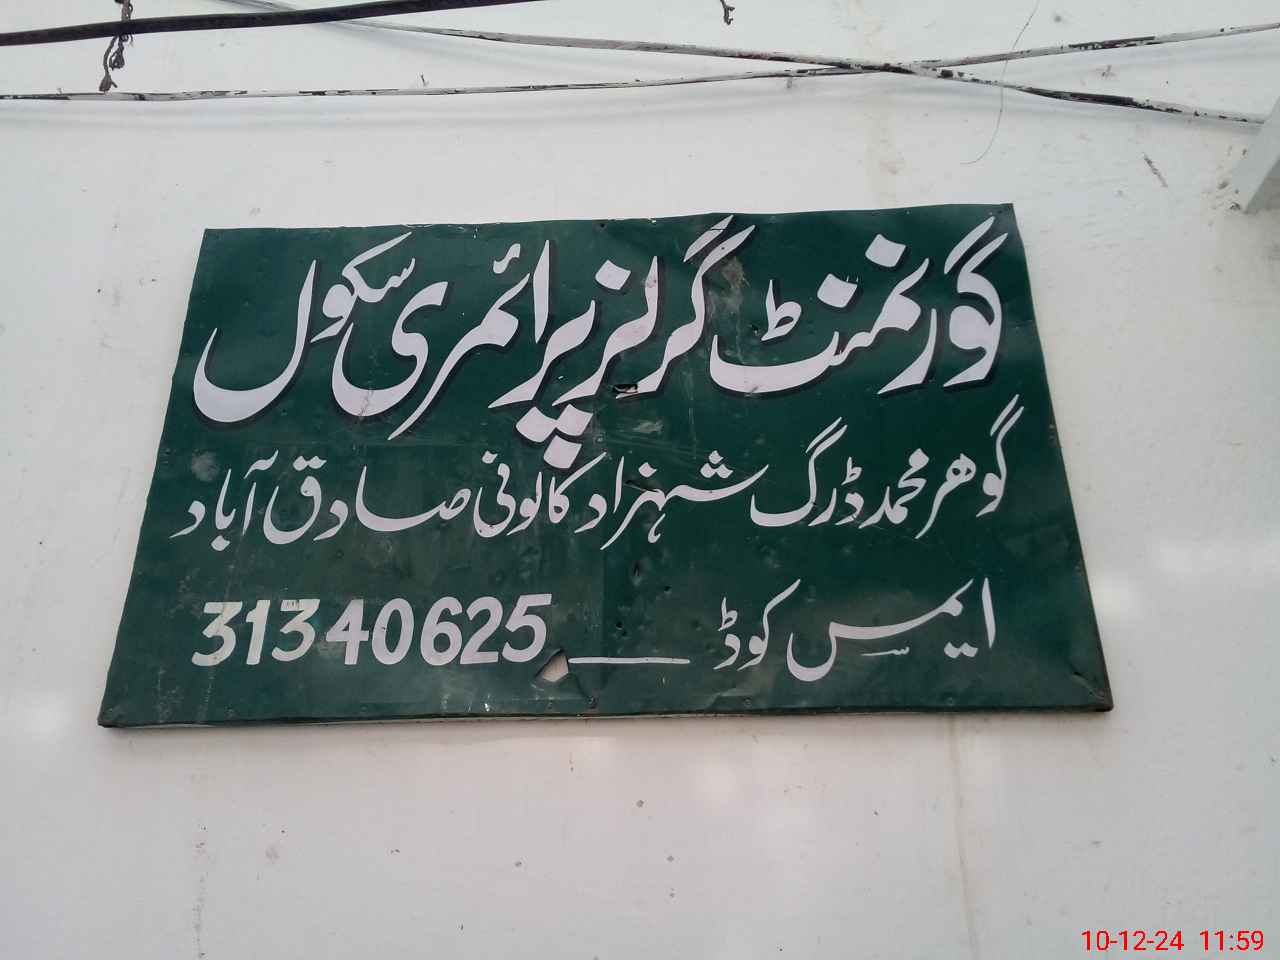 گورنمنٹ گرلز پرائمری سکول
گوھر محمد ڈرگ شہزاد کالونی صادق آباد
ایمس کوڈ __ 31340625
10-12-24 11:59